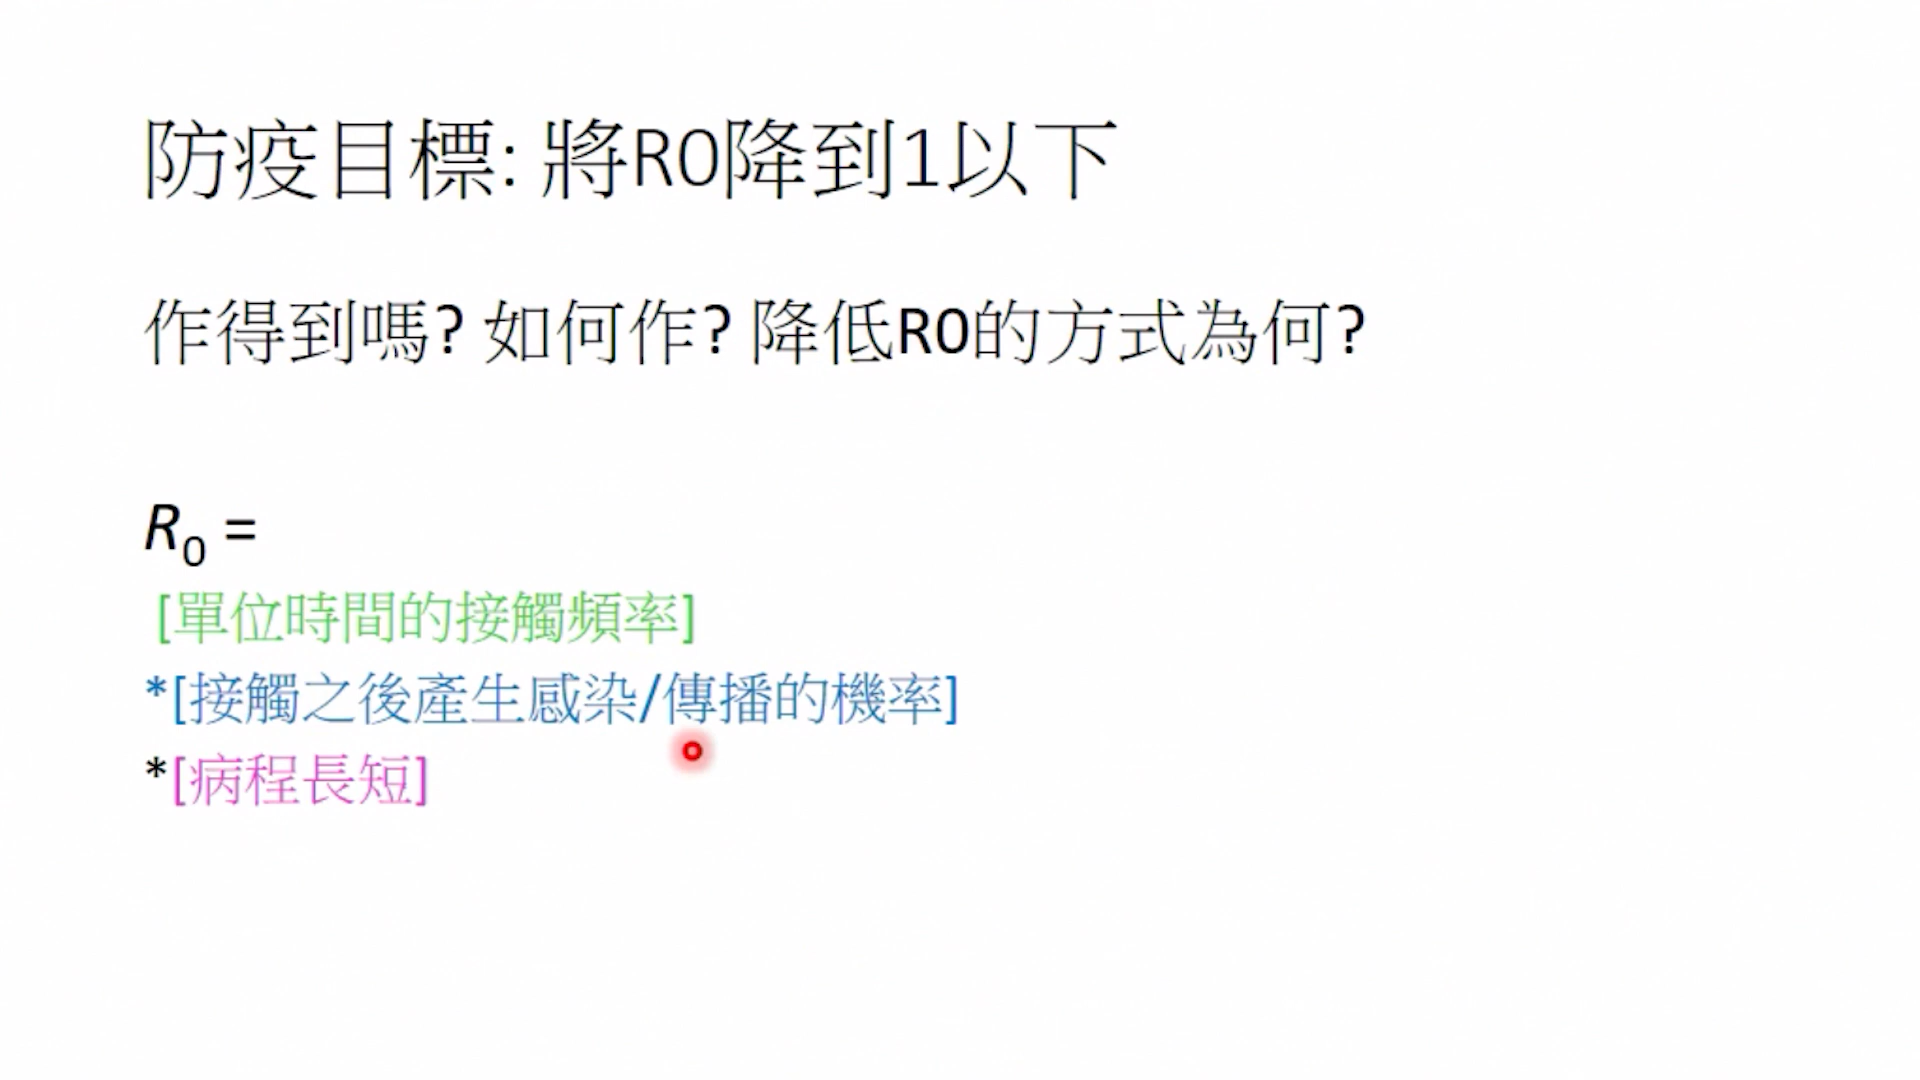 防疫目標: 將R0降到1以下
作得到嗎? 如何作? 降低R0的方式為何?
R0 =
[單位時間的接觸頻率]
*[接觸之後產生感染/傳播的機率]
*[病程長短]